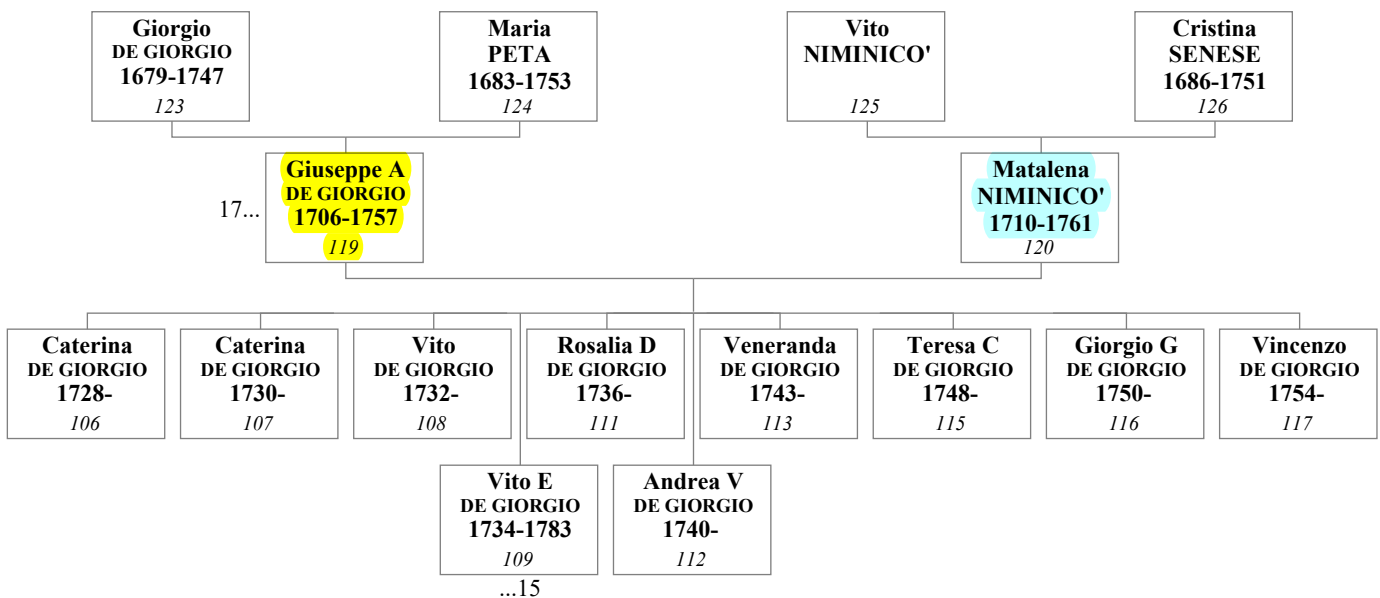 Giorgio
DE GIORGIO
1679-1747
123
Maria
PETA
1683-1753
124
Vito
NIMINICO'
125
Cristina
SENESE
1686-1751
126
17...
Giuseppe A
DE GIORGIO
1706-1757
119
Matalena
NIMINICO'
1710-1761
120
Caterina
DE GIORGIO
1728-
106
Caterina
DE GIORGIO
1730-
107
Vito
DE GIORGIO
1732-
108
Rosalia D
DE GIORGIO
1736-
111
Veneranda
DE GIORGIO
1743-
113
Teresa C
DE GIORGIO
1748-
115
Giorgio G
DE GIORGIO
1750-
116
Vincenzo
DE GIORGIO
1754-
117
Vito E
DE GIORGIO
1734-1783
109
...15
Andrea V
DE GIORGIO
1740-
112